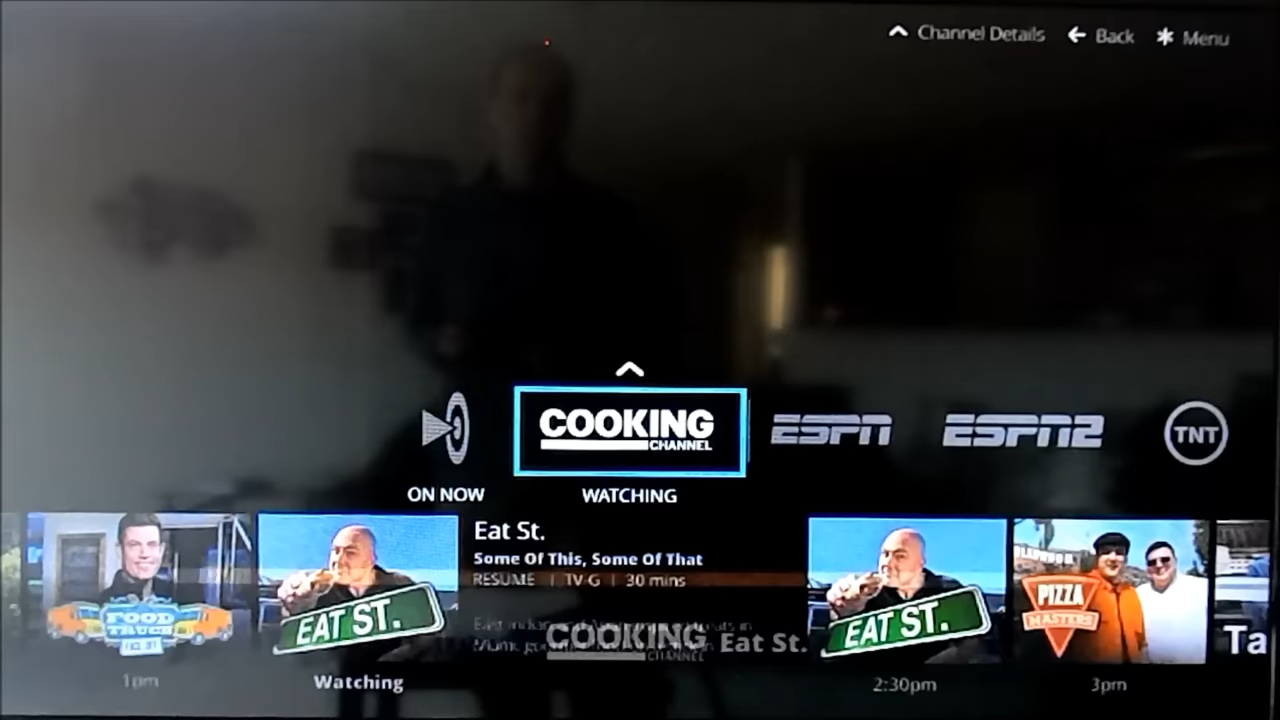 Channel Details
Back
Menu
COOKING
CHANNEL
ESPN
ESPN2
TNT
ON NOW
WATCHING
FOOD
TRUCK
EAT ST.
Eat St.
Some Of This, Some Of That
RESUME | TV-G | 30 mins
in
COOKING
CHANNEL
Eat St.
EAT ST.
PIZZA
MASTERS
Ta
1pm
Watching
2:30pm
3pm